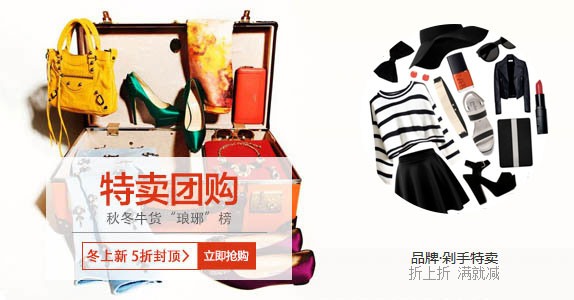 特卖团购
秋冬牛货“琅琊”榜
冬上新 5折封顶> 立即抢购
品牌·剁手特卖
折上折 满就减